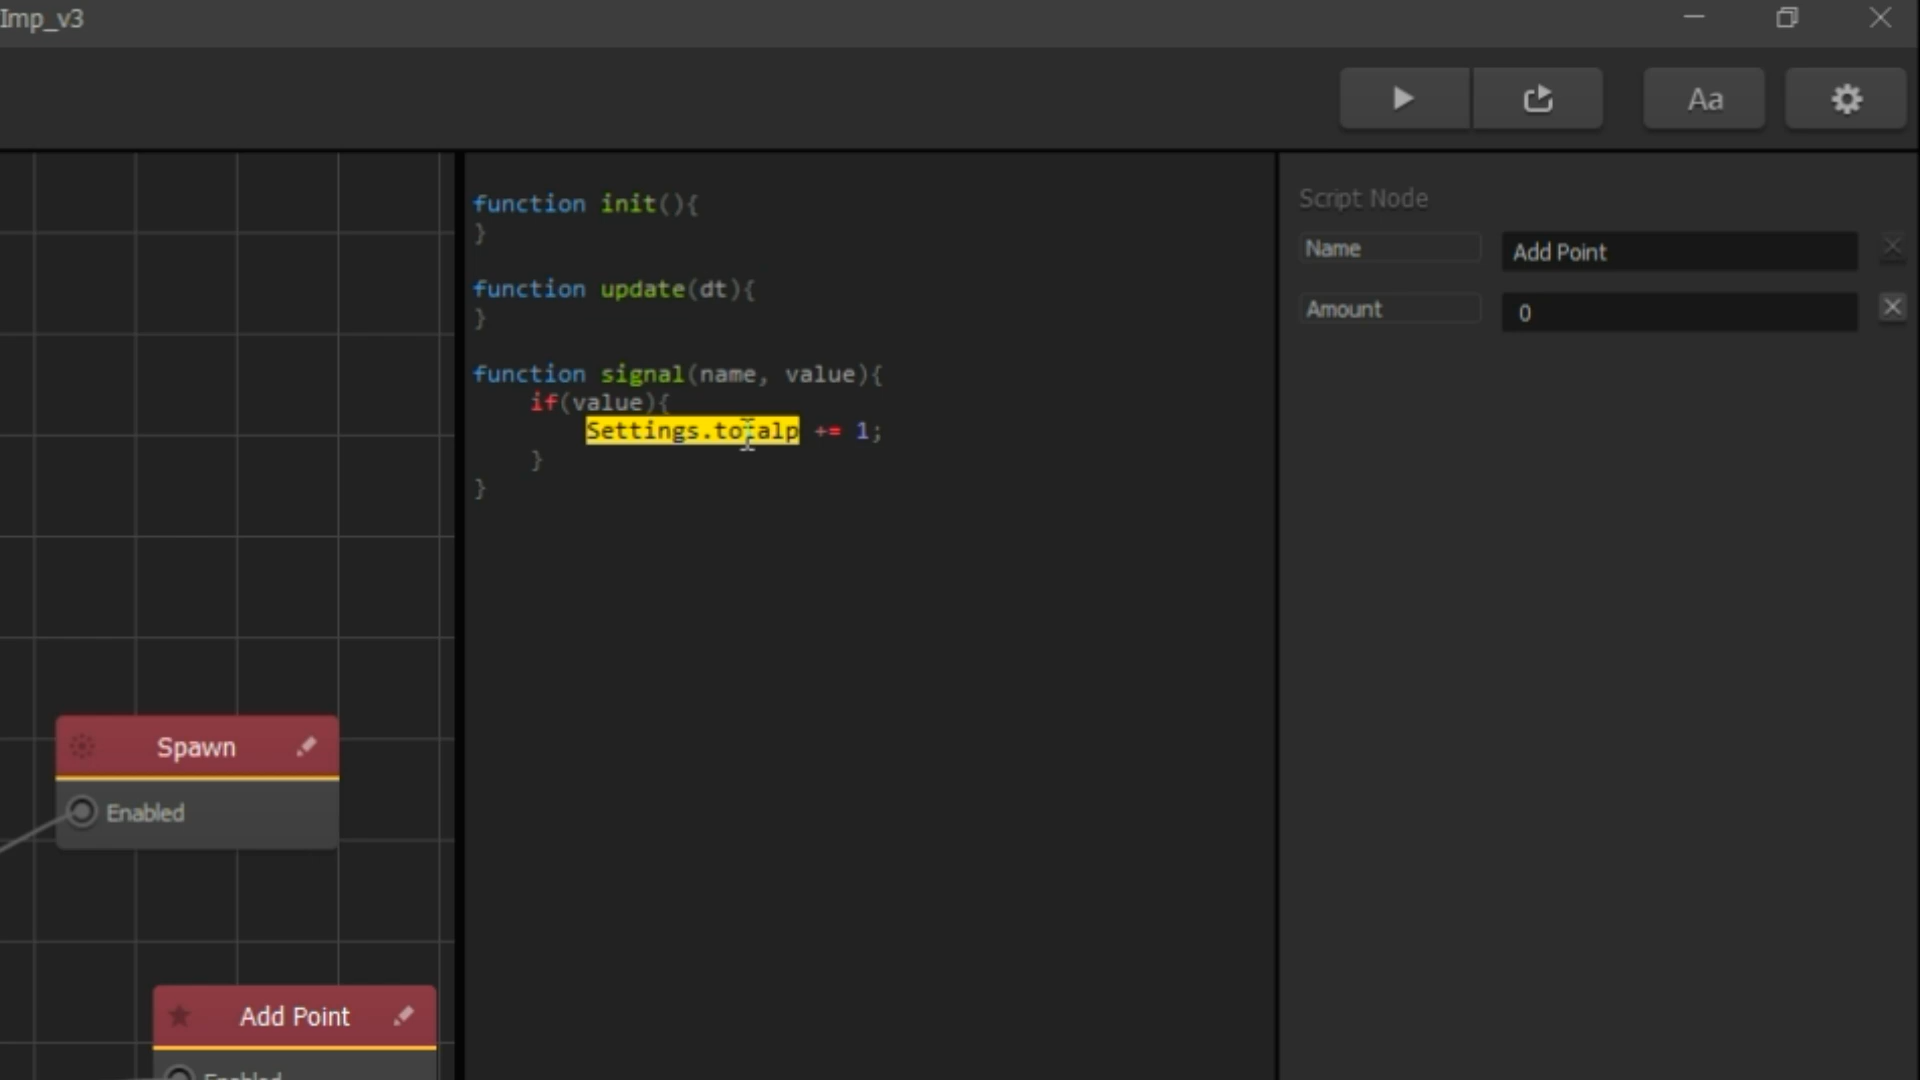 Imp_v3
Aa
function init(){
}
function update(dt){
}
function signal(name, value){
if(value){
Settings.totalp += 1;
}
}
Script Node
Name
Add Point
Amount
0
Spawn
Enabled
Add Point
Enabled